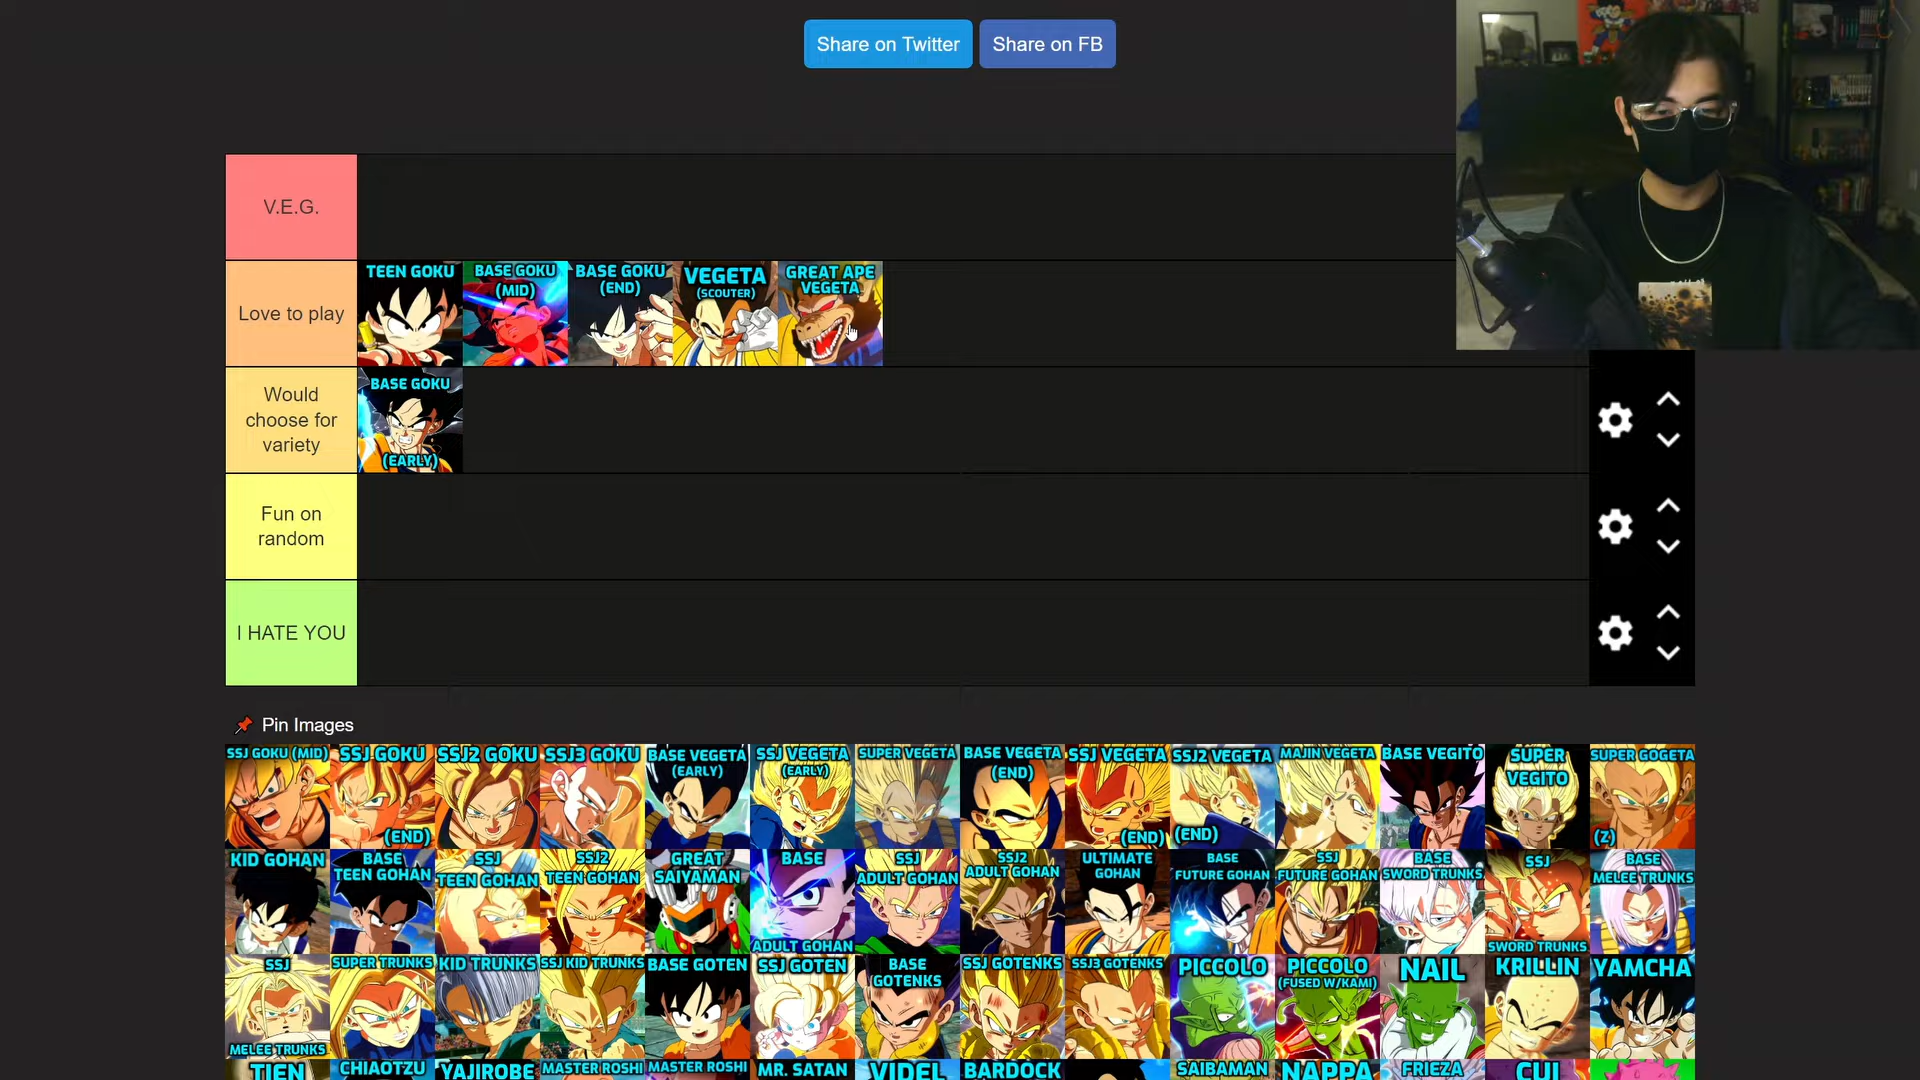 Share on Twitter
Share on FB
V.E.G.
Love to play
TEEN GOKU
BASE GOKU
(MID)
BASE GOKU
(END)
VEGETA
(SCOUTER)
GREAT APE
VEGETA
Would
choose for
variety
BASE GOKU
(EARLY)
Fun on
random
I HATE YOU
Pin Images
SSJ GOKU (MID)
SSJ GOKU
(END)
SSJ2 GOKU
SSJ3 GOKU
BASE VEGETA
(EARLY)
SSJ VEGETA
(EARLY)
SUPER VEGETA
BASE VEGETA
(END)
SSJ VEGETA
(END)
SSJ2 VEGETA
(END)
MAJIN VEGETA
BASE VEGITO
SUPER
VEGITO
SUPER GOGETA
(Z)
KID GOHAN
BASE
TEEN GOHAN
SSJ
TEEN GOHAN
SSJ2
TEEN GOHAN
GREAT
SAIYAMAN
BASE
ADULT GOHAN
SSJ
ADULT GOHAN
SSJ2
ADULT GOHAN
ULTIMATE
GOHAN
BASE
FUTURE GOHAN
SSJ
FUTURE GOHAN
BASE
SWORD TRUNKS
SSJ
SWORD TRUNKS
BASE
MELEE TRUNKS
SSJ
MELEE TRUNKS
SUPER TRUNKS
KID TRUNKS
SSJ KID TRUNKS
BASE GOTEN
SSJ GOTEN
BASE
GOTENKS
SSJ GOTENKS
SSJ3 GOTENKS
PICCOLO
PICCOLO
(FUSED W/KAMI)
NAIL
KRILLIN
YAMCHA
TIEN
CHIAOTZU
YAJIROBE
MASTER ROSHI
MASTER ROSHI
MR. SATAN
VIDEL
BARDOCK
SAIBAMAN
NAPPA
FRIEZA
CUI